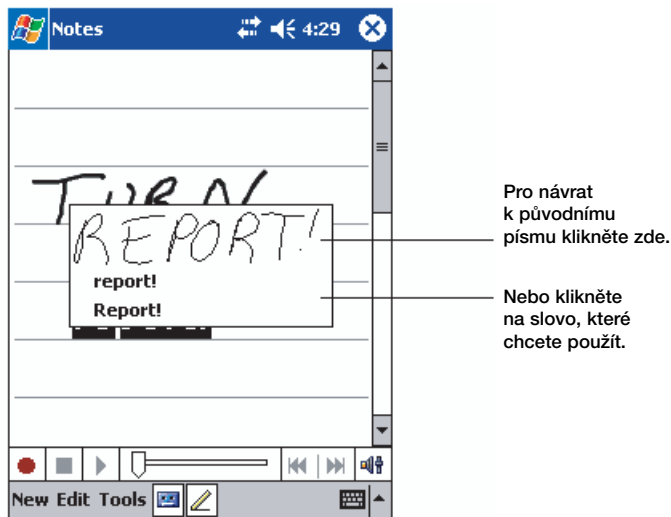 Notes 4:29
TURN
REPORT!
report!
Report!
New Edit Tools
Pro návrat
k původnímu
písmu klikněte zde.
Nebo klikněte
na slovo, které
chcete použít.